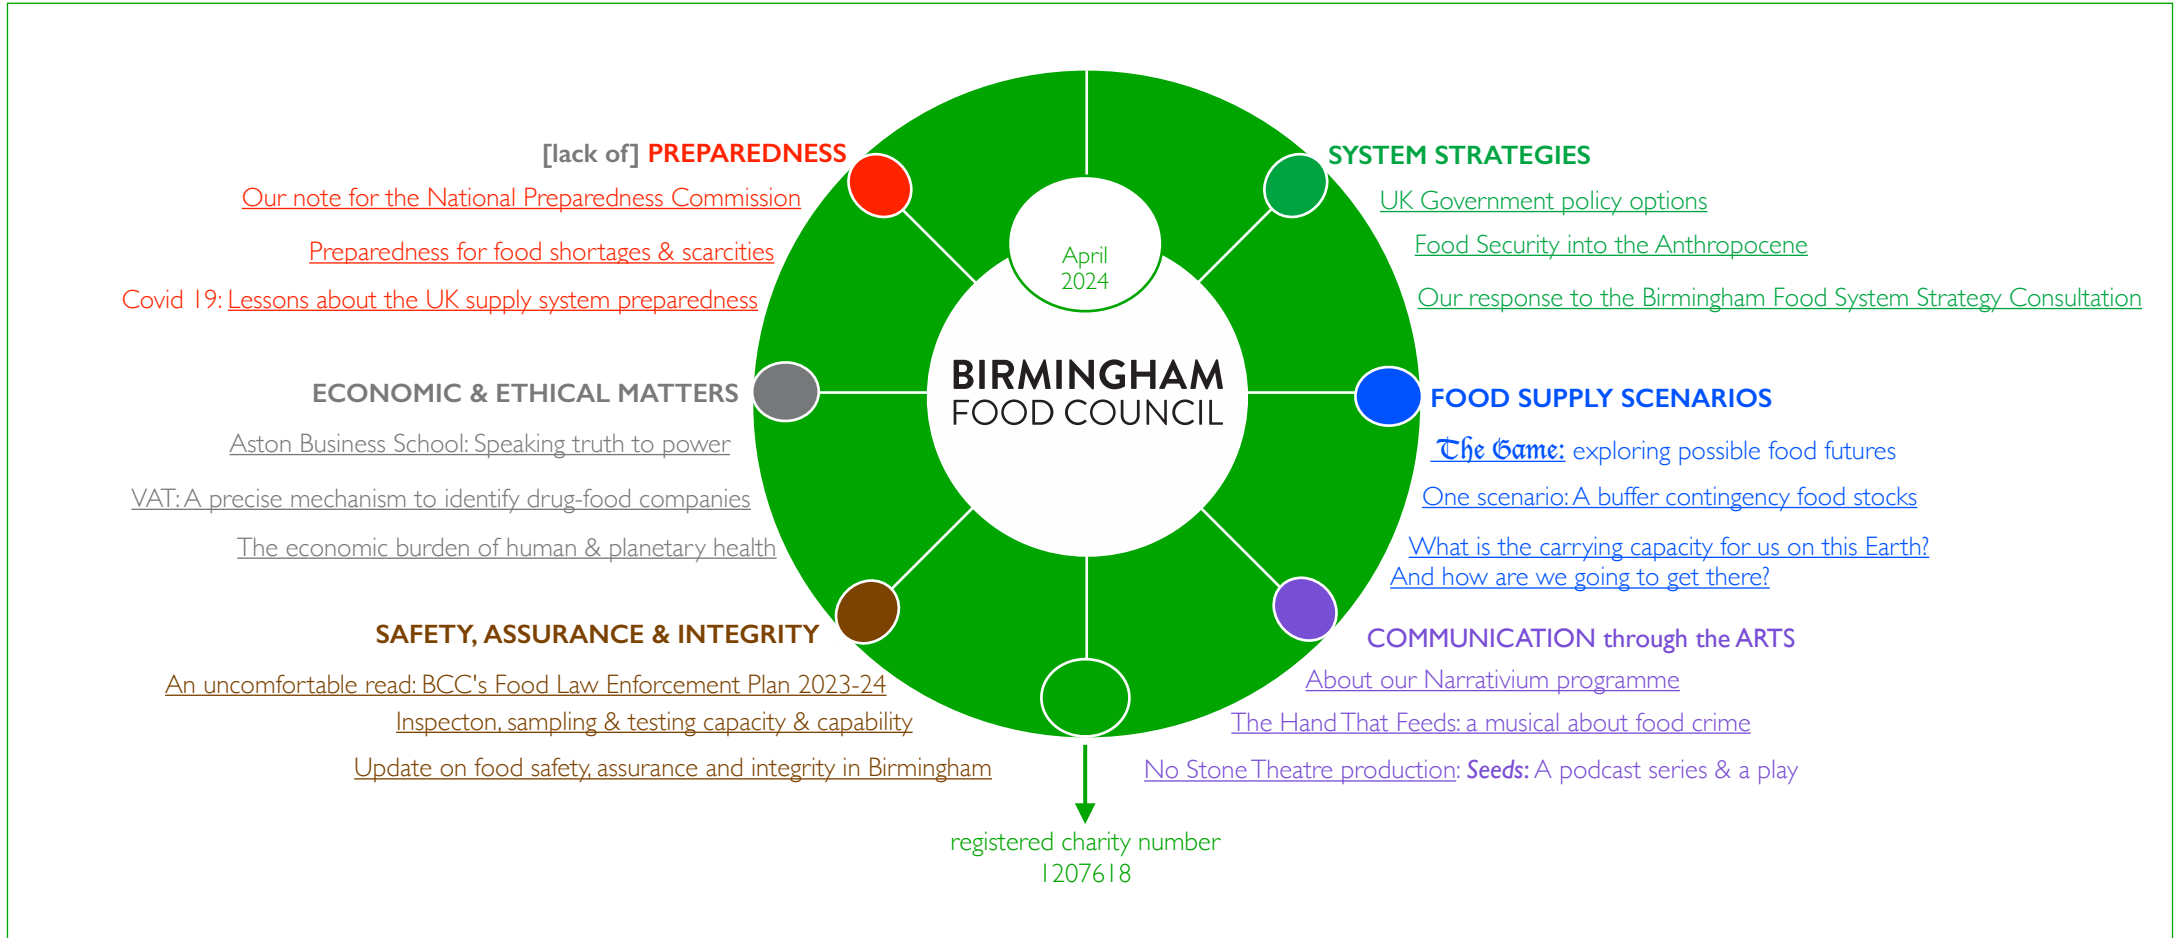 [lack of] PREPAREDNESS
Our note for the National Preparedness Commission
Preparedness for food shortages & scarcities
Covid 19: Lessons about the UK supply system preparedness
ECONOMIC & ETHICAL MATTERS
Aston Business School: Speaking truth to power
VAT: A precise mechanism to identify drug-food companies
The economic burden of human & planetary health
SAFETY, ASSURANCE & INTEGRITY
An uncomfortable read: BCC's Food Law Enforcement Plan 2023-24
Inspecton, sampling & testing capacity & capability
Update on food safety, assurance and integrity in Birmingham
April
2024
BIRMINGHAM
FOOD COUNCIL
registered charity number
1207618
SYSTEM STRATEGIES
UK Government policy options
Food Security into the Anthropocene
Our response to the Birmingham Food System Strategy Consultation
FOOD SUPPLY SCENARIOS
The Game: exploring possible food futures
One scenario: A buffer contingency food stocks
What is the carrying capacity for us on this Earth?
And how are we going to get there?
COMMUNICATION through the ARTS
About our Narrativium programme
The Hand That Feeds: a musical about food crime
No Stone Theatre production: Seeds: A podcast series & a play